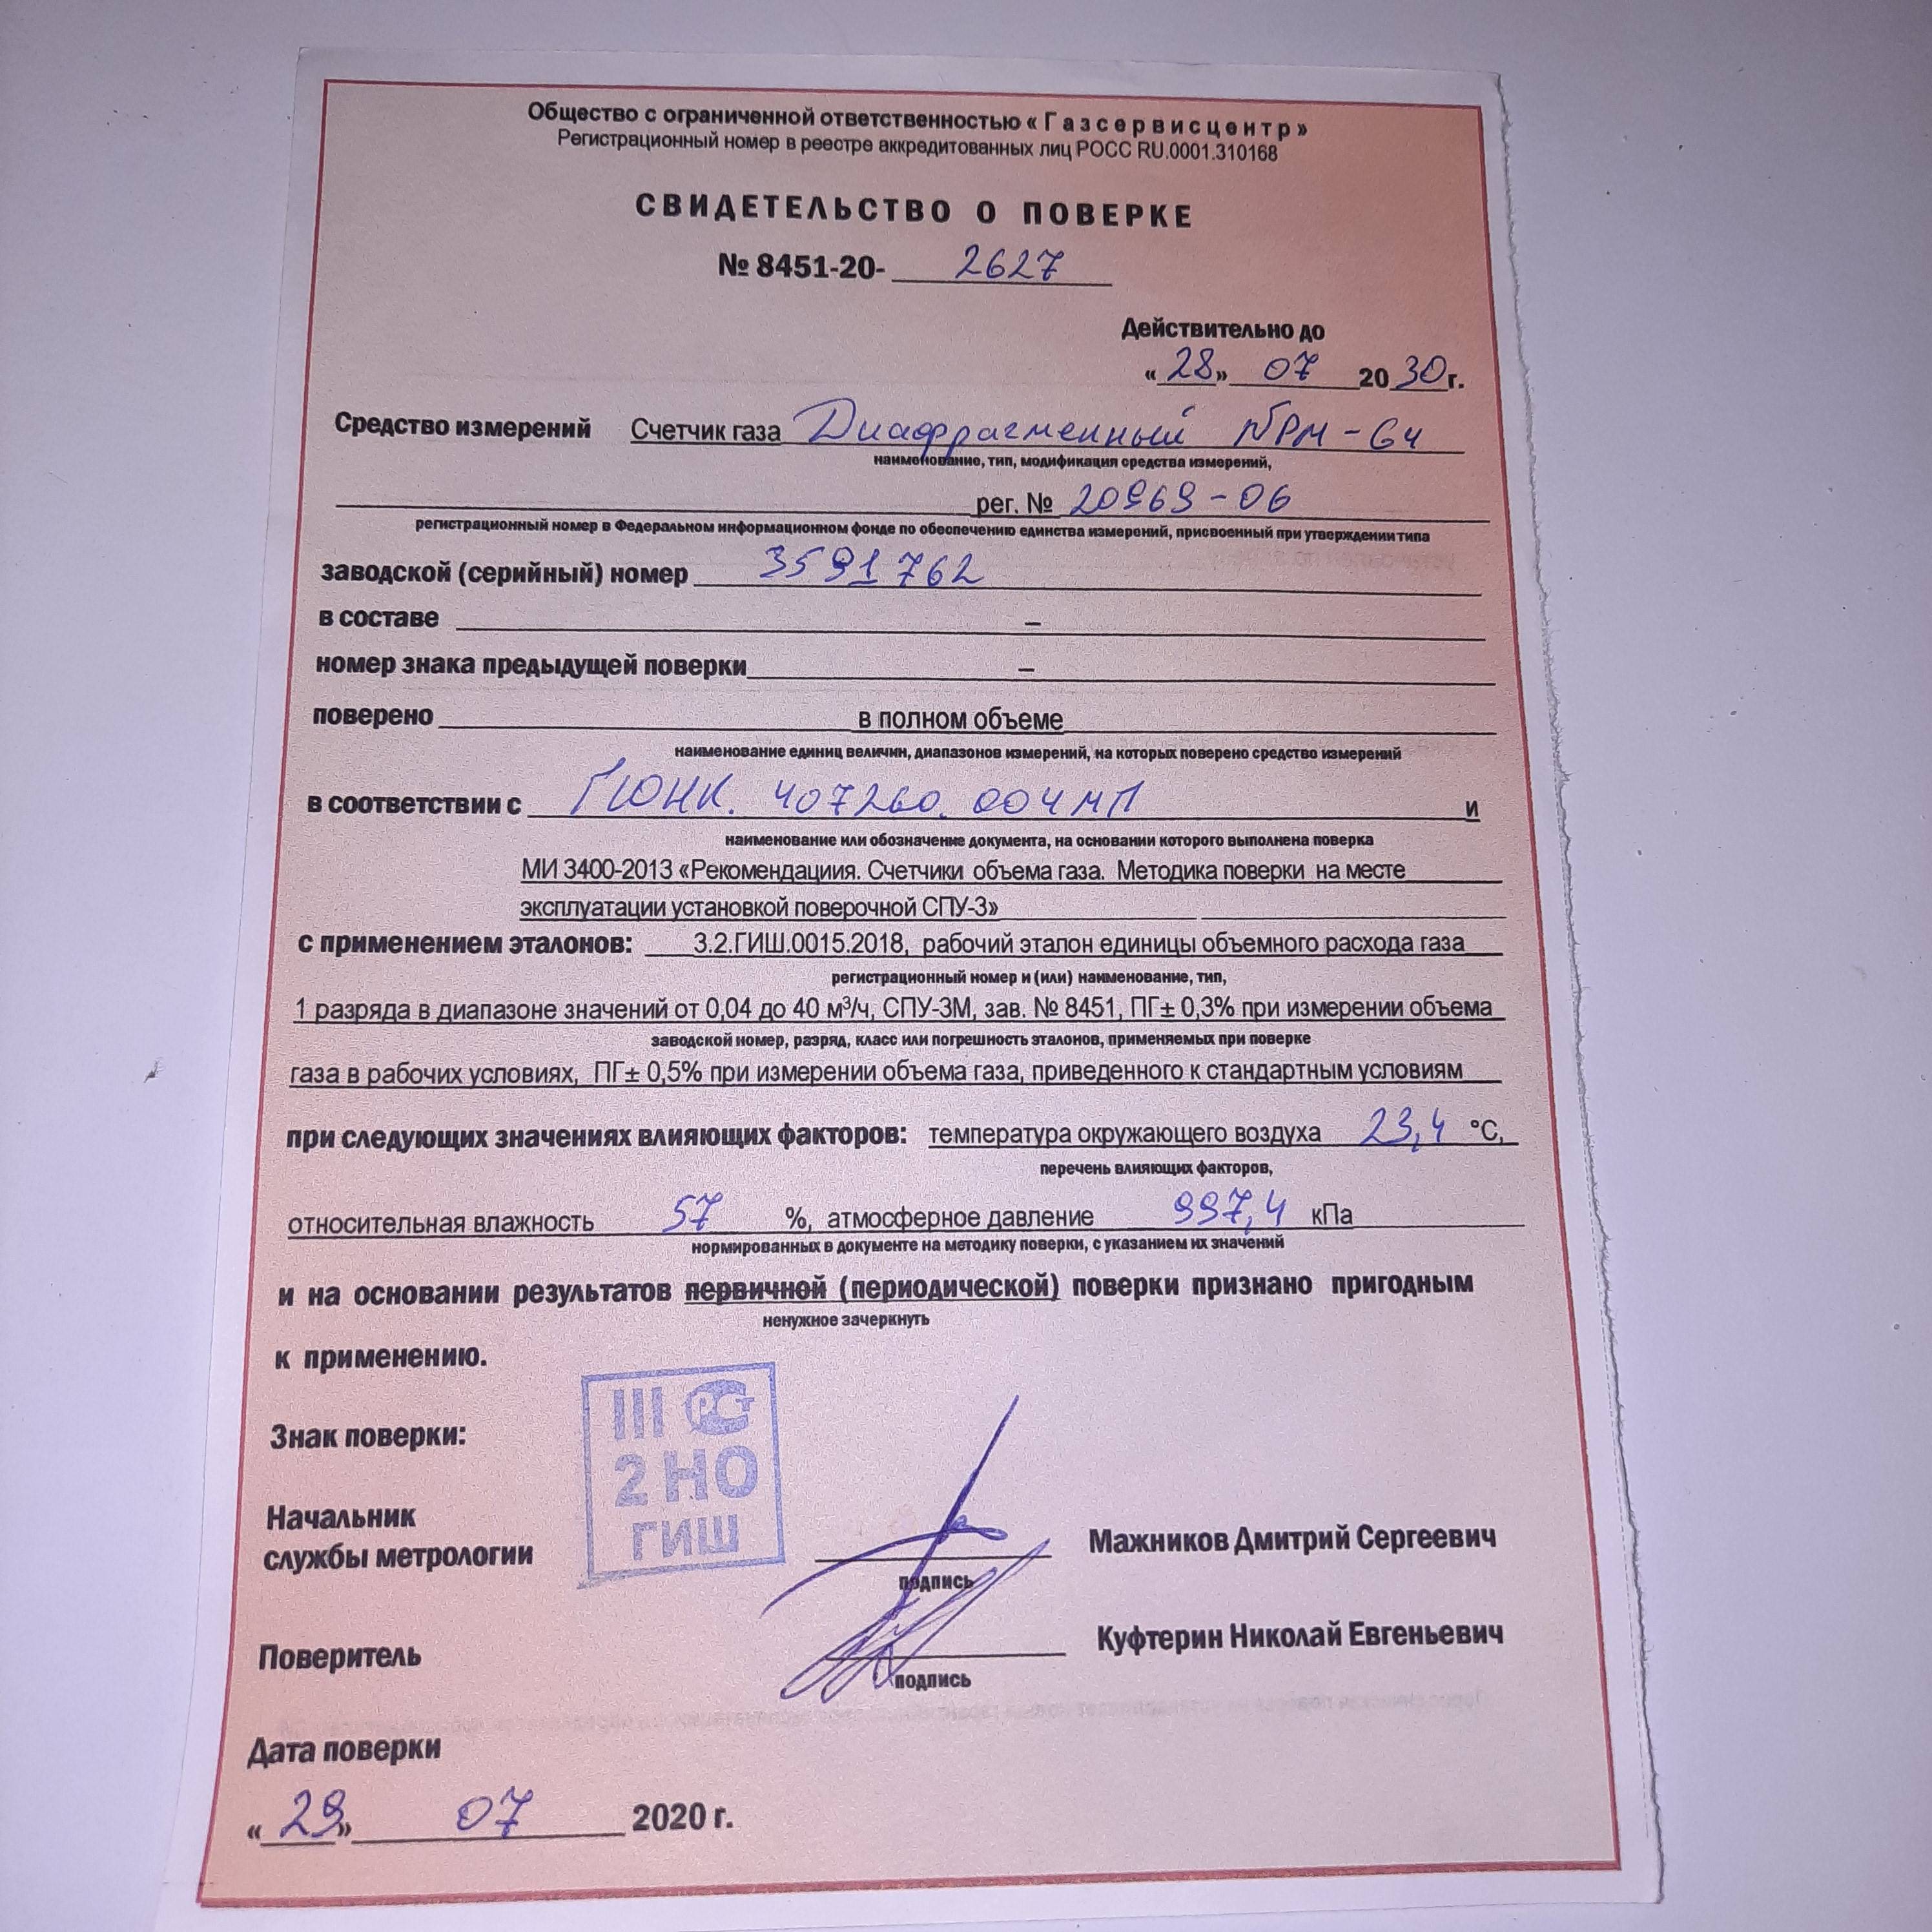 Общество с ограниченной ответственностью « Г а з с е р в и с ц е н т р »
Регистрационный номер в реестре аккредитованных лиц РОСС RU.0001.310168
СВИДЕТЕЛЬСТВО О ПОВЕРКЕ
№ 8451-20- 2627
Действительно до
« 28 » 07 20 30 г.
Средство измерений Счетчик газа Диафрагменный NPM - G4
наименование, тип, модификация средства измерений,
рег. № 20969 - 06
регистрационный номер в Федеральном информационном фонде по обеспечению единства измерений, присвоенный при утверждении типа
заводской (серийный) номер 3591762
в составе –
номер знака предыдущей поверки –
поверено в полном объеме
наименование единиц величин, диапазонов измерений, на которых поверено средство измерений
в соответствии с ПЮНК. 407260. 004 МП и
наименование или обозначение документа, на основании которого выполнена поверка
МИ 3400-2013 «Рекомендациия. Счетчики объема газа. Методика поверки на месте
эксплуатации установкой поверочной СПУ-3»
с применением эталонов: 3.2.ГИШ.0015.2018, рабочий эталон единицы объемного расхода газа
регистрационный номер и (или) наименование, тип,
1 разряда в диапазоне значений от 0,04 до 40 м³/ч, СПУ-3М, зав. № 8451, ПГ± 0,3% при измерении объема
заводской номер, разряд, класс или погрешность эталонов, применяемых при поверке
газа в рабочих условиях, ПГ± 0,5% при измерении объема газа, приведенного к стандартным условиям
при следующих значениях влияющих факторов: температура окружающего воздуха 23,4 °С,
перечень влияющих факторов,
относительная влажность 57 %, атмосферное давление 997,4 кПа
нормированных в документе на методику поверки, с указанием их значений
и на основании результатов первичной (периодической) поверки признано пригодным
ненужное зачеркнуть
к применению.
Знак поверки:
III РСТ
2 НО
ГИШ
Начальник
службы метрологии
Мажников Дмитрий Сергеевич
подпись
Поверитель
Куфтерин Николай Евгеньевич
подпись
Дата поверки
« 29 » 07 2020 г.